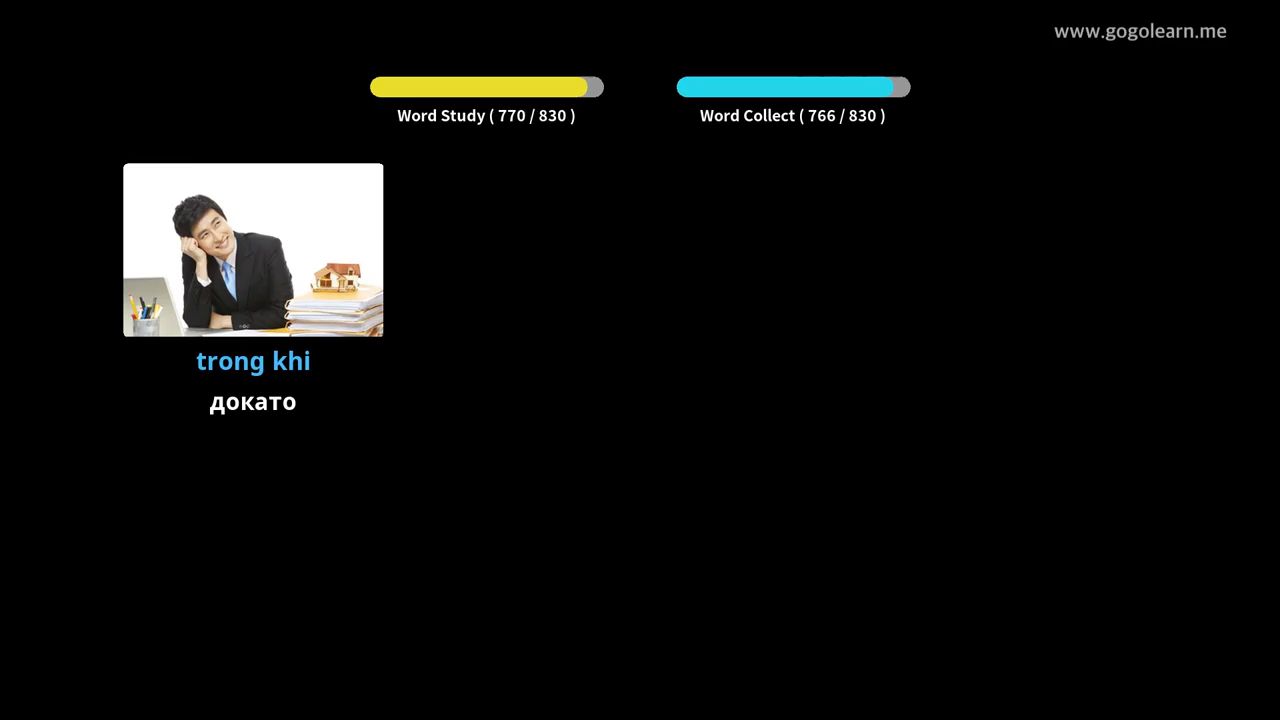 www.gogolearn.me
Word Study ( 770 / 830 )
Word Collect ( 766 / 830 )
trong khi
докато